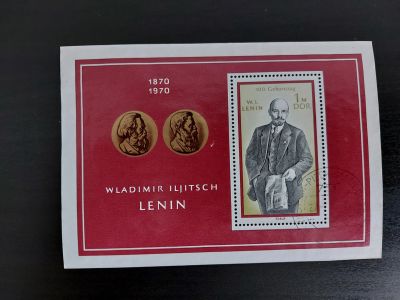 1870
1970
WLADIMIR ILJITSCH
LENIN
100. Geburtstag
W. I.
LENIN
1 M
DDR